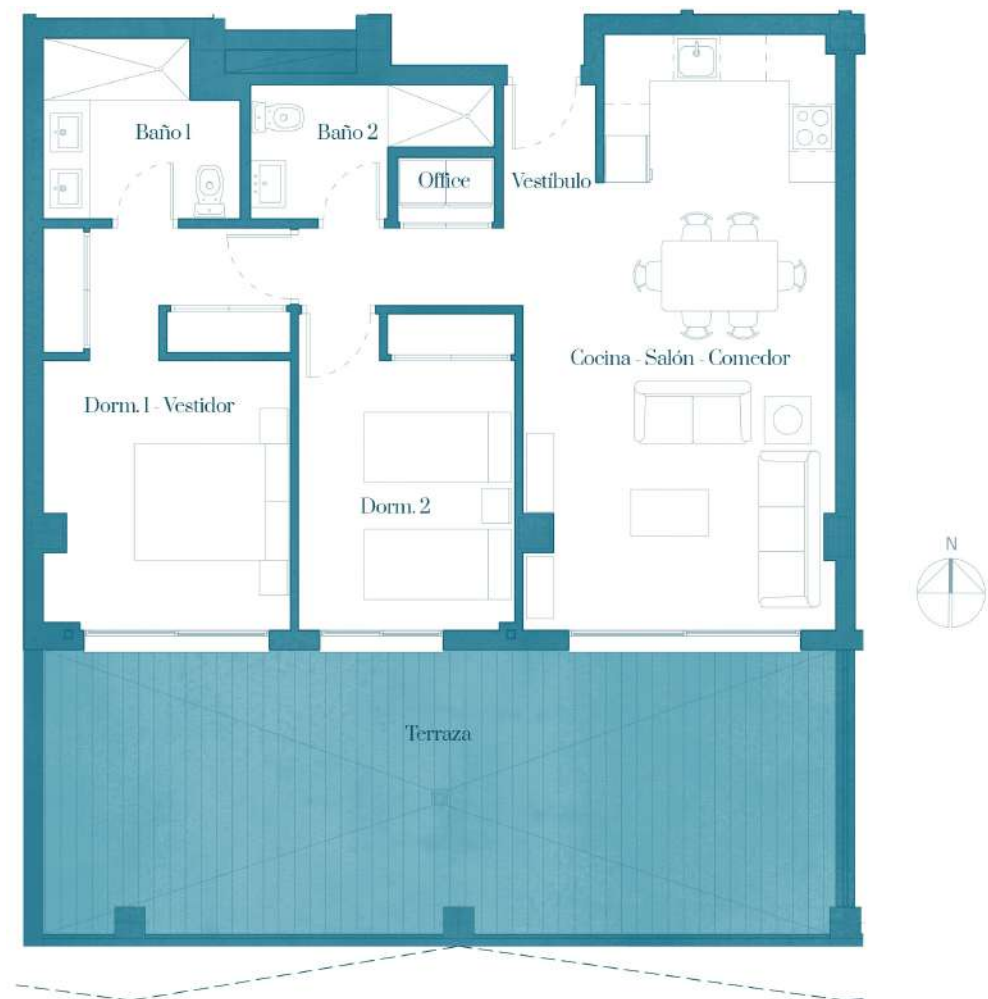 Baño 1
Baño 2
Office
Vestíbulo
Cocina - Salón - Comedor
Dorm. 1 - Vestidor
Dorm. 2
N
Terraza